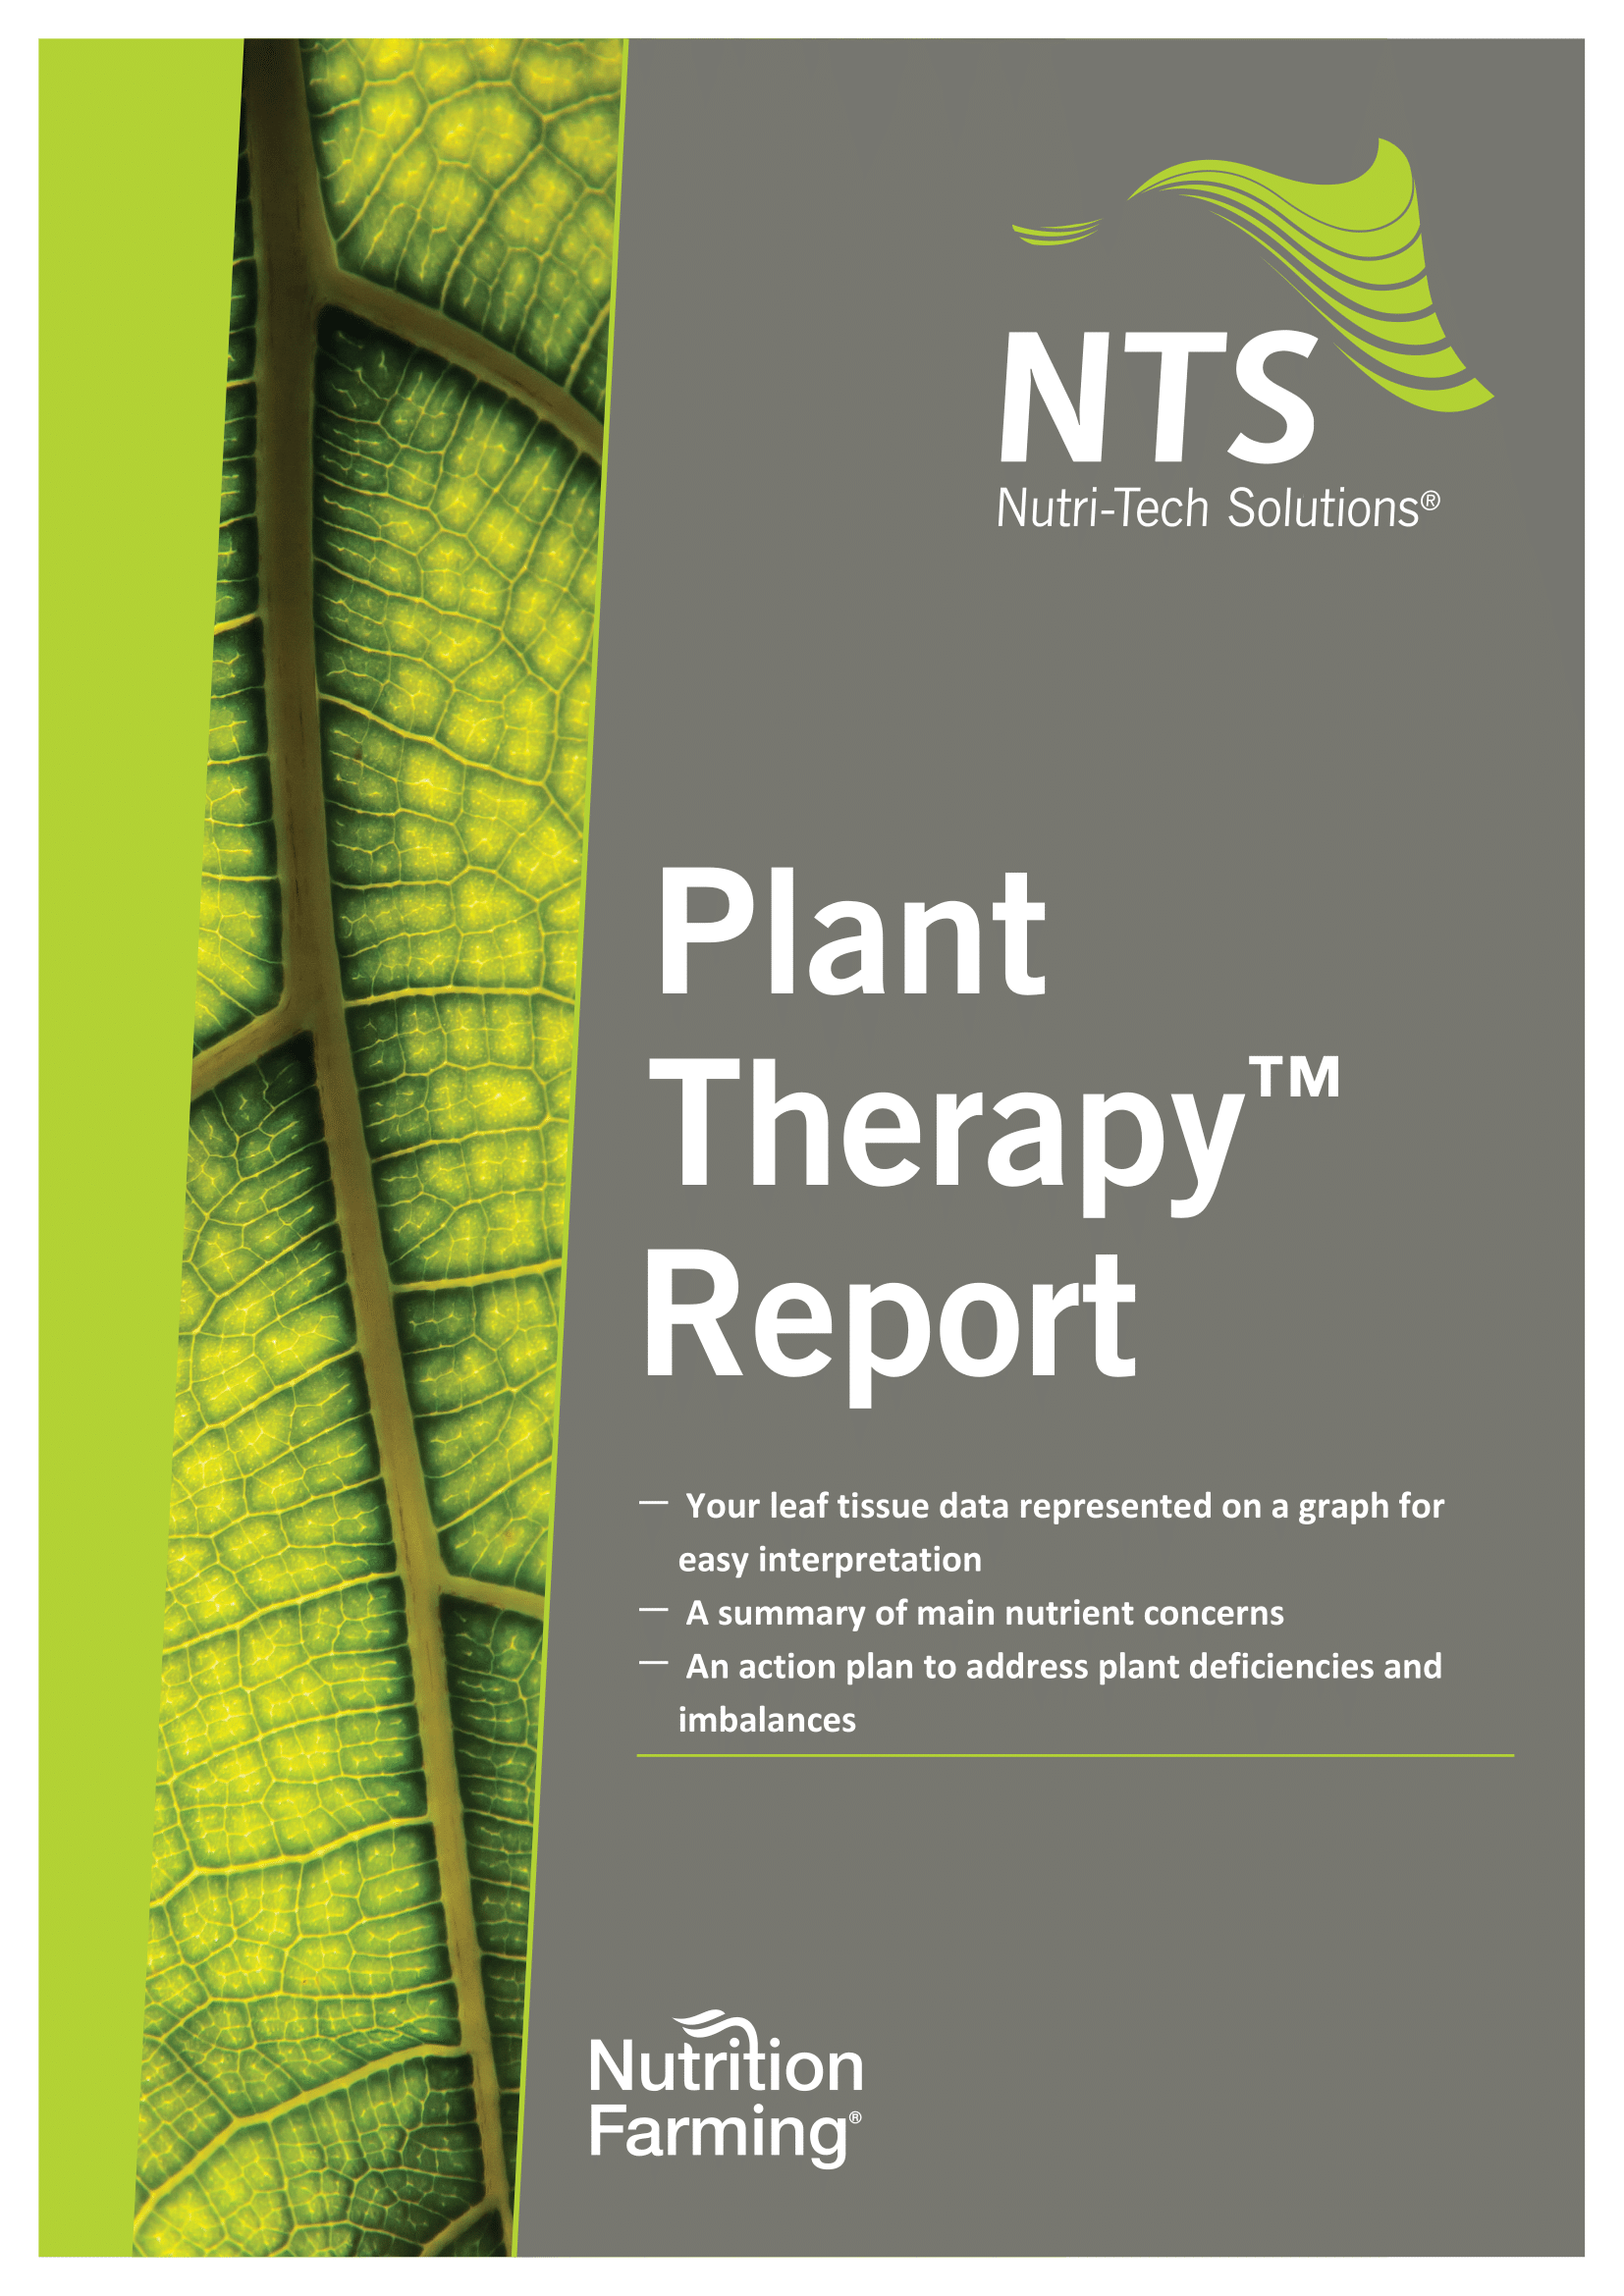 NTS
Nutri-Tech Solutions®
Plant
Therapy™
Report
— Your leaf tissue data represented on a graph for
easy interpretation
— A summary of main nutrient concerns
— An action plan to address plant deficiencies and
imbalances
Nutrition
Farming®